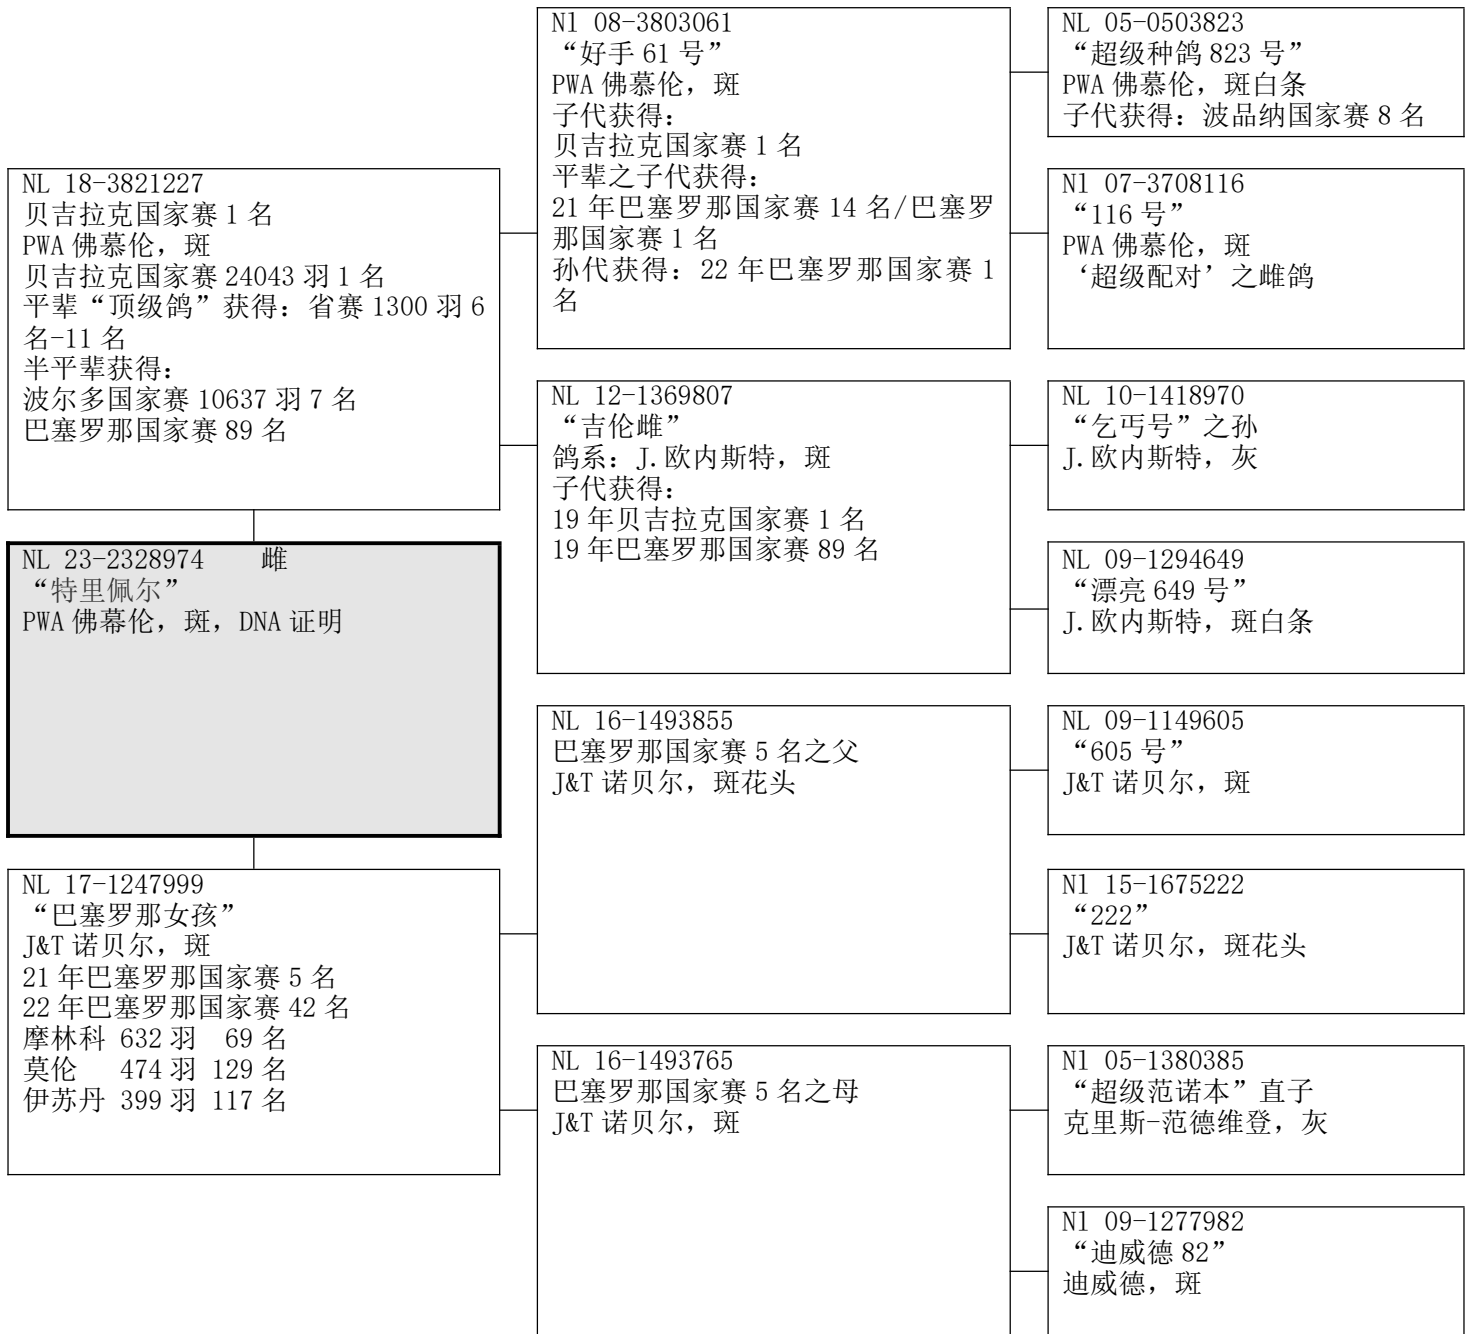 NL 18-3821227
贝吉拉克国家赛 1 名
PWA 佛慕伦，斑
贝吉拉克国家赛 24043 羽 1 名
平辈“顶级鸽”获得：省赛 1300 羽 6
名-11 名
半平辈获得：
波尔多国家赛 10637 羽 7 名
巴塞罗那国家赛 89 名
NL 23-2328974 雌
“特里佩尔”
PWA 佛幕伦，斑，DNA 证明
NL 17-1247999
“巴塞罗那女孩”
J&T 诺贝尔，斑
21 年巴塞罗那国家赛 5 名
22 年巴塞罗那国家赛 42 名
摩林科 632 羽 69 名
莫伦 474 羽 129 名
伊苏丹 399 羽 117 名
Nl 08-3803061
“好手 61 号”
PWA 佛慕伦，斑
子代获得：
贝吉拉克国家赛 1 名
平辈之子代获得：
21 年巴塞罗那国家赛 14 名/巴塞罗
那国家赛 1 名
孙代获得：22 年巴塞罗那国家赛 1
名
NL 12-1369807
“吉伦雌”
鸽系：J.欧内斯特，斑
子代获得：
19 年贝吉拉克国家赛 1 名
19 年巴塞罗那国家赛 89 名
NL 16-1493855
巴塞罗那国家赛 5 名之父
J&T 诺贝尔，斑花头
NL 16-1493765
巴塞罗那国家赛 5 名之母
J&T 诺贝尔，斑
NL 05-0503823
“超级种鸽 823 号”
PWA 佛慕伦，斑白条
子代获得：波品纳国家赛 8 名
Nl 07-3708116
“116 号”
PWA 佛慕伦，斑
‘超级配对’之雌鸽
NL 10-1418970
“乞丐号”之孙
J.欧内斯特，灰
NL 09-1294649
“漂亮 649 号”
J.欧内斯特，斑白条
NL 09-1149605
“605 号”
J&T 诺贝尔，斑
Nl 15-1675222
“222”
J&T 诺贝尔，斑花头
Nl 05-1380385
“超级范诺本”直子
克里斯-范德维登，灰
Nl 09-1277982
“迪威德 82”
迪威德，斑